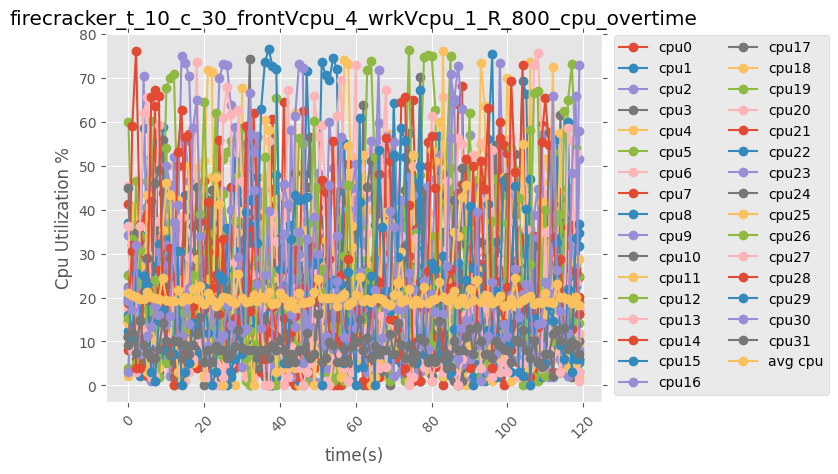 firecracker_t_10_c_30_frontVcpu_4_wrkVcpu_1_R_800_cpu_overtime
80
70
60
50
40
30
20
10
0
Cpu Utilization %
0
20
40
60
80
100
120
time(s)
cpu0
cpu1
cpu2
cpu3
cpu4
cpu5
cpu6
cpu7
cpu8
cpu9
cpu10
cpu11
cpu12
cpu13
cpu14
cpu15
cpu16
cpu17
cpu18
cpu19
cpu20
cpu21
cpu22
cpu23
cpu24
cpu25
cpu26
cpu27
cpu28
cpu29
cpu30
cpu31
avg cpu